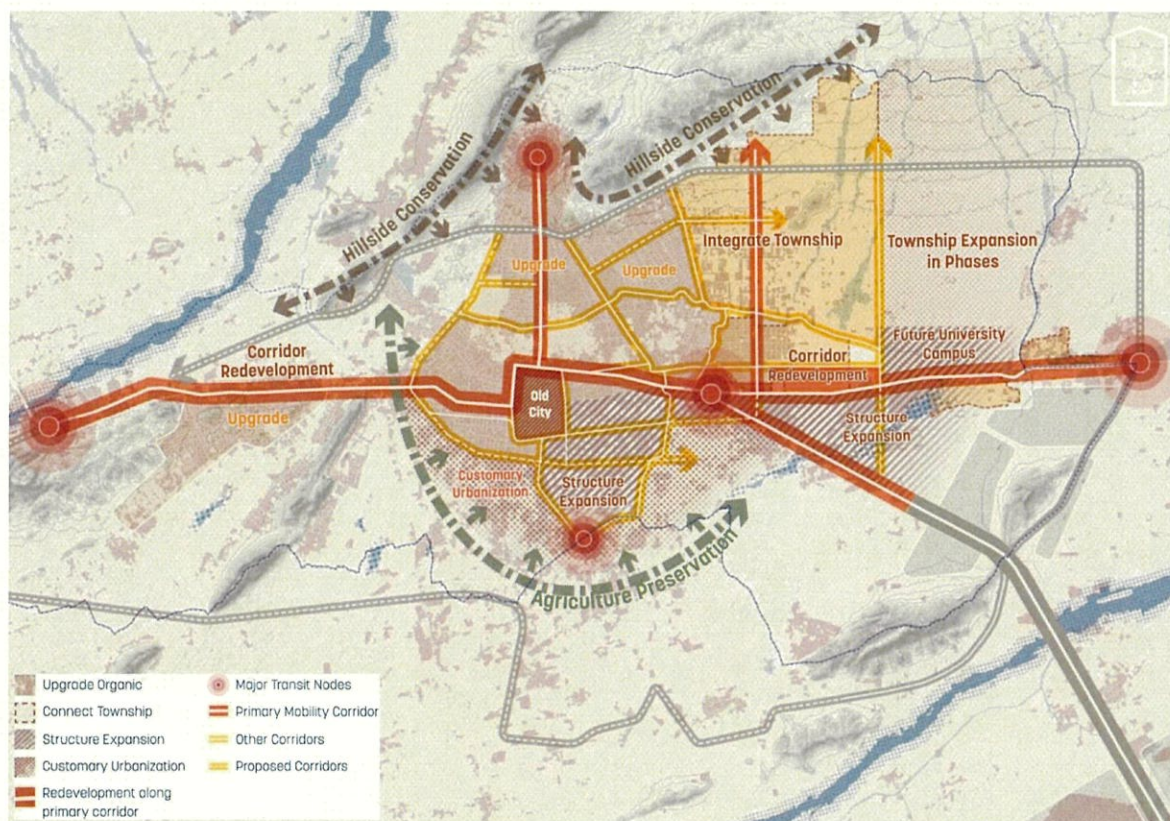 Hillside Conservation
Hillside Conservation
Integrate Township
Township Expansion
in Phases
Upgrade
Upgrade
Future University
Campus
Corridor
Redevelopment
Corridor
Redevelopment
Upgrade
Old
City
Structure
Expansion
Customary
Urbanization
Structure
Expansion
Agriculture Preservation
Upgrade Organic
Connect Township
Structure Expansion
Customary Urbanization
Redevelopment along
primary corridor
Major Transit Nodes
Primary Mobility Corridor
Other Corridors
Proposed Corridors